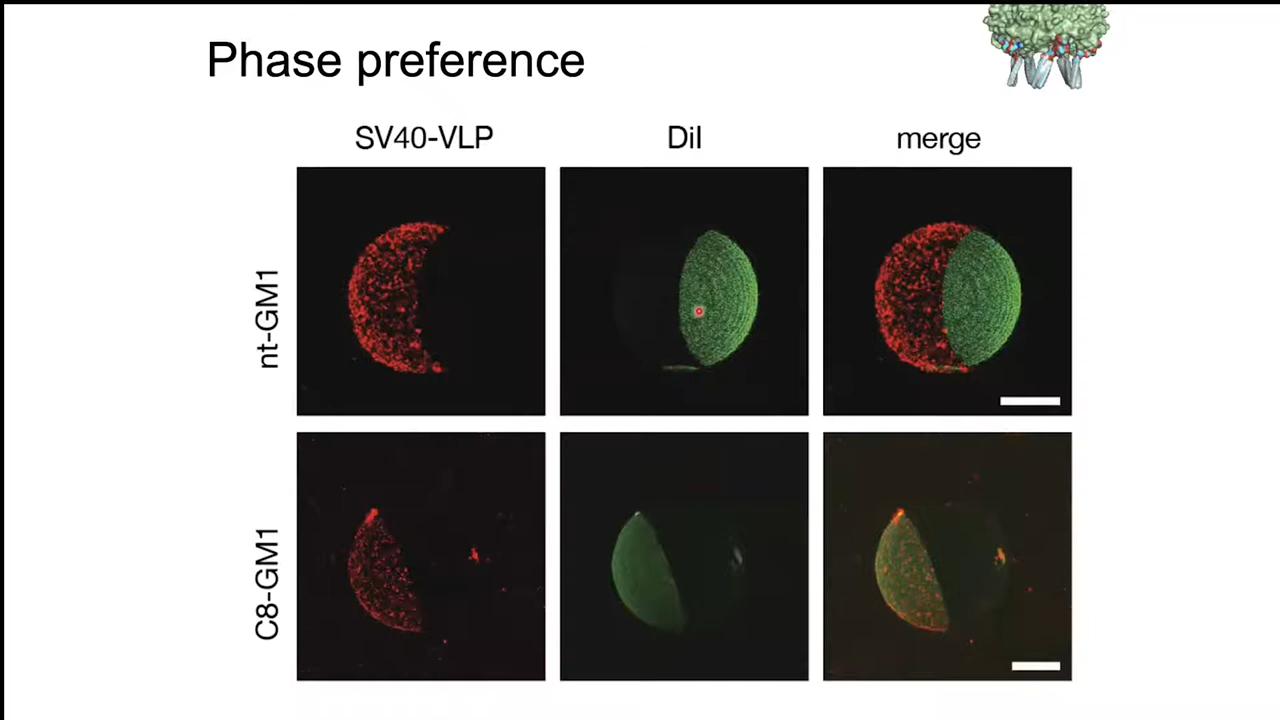 Phase preference
SV40-VLP
DiI
merge
nt-GM1
C8-GM1